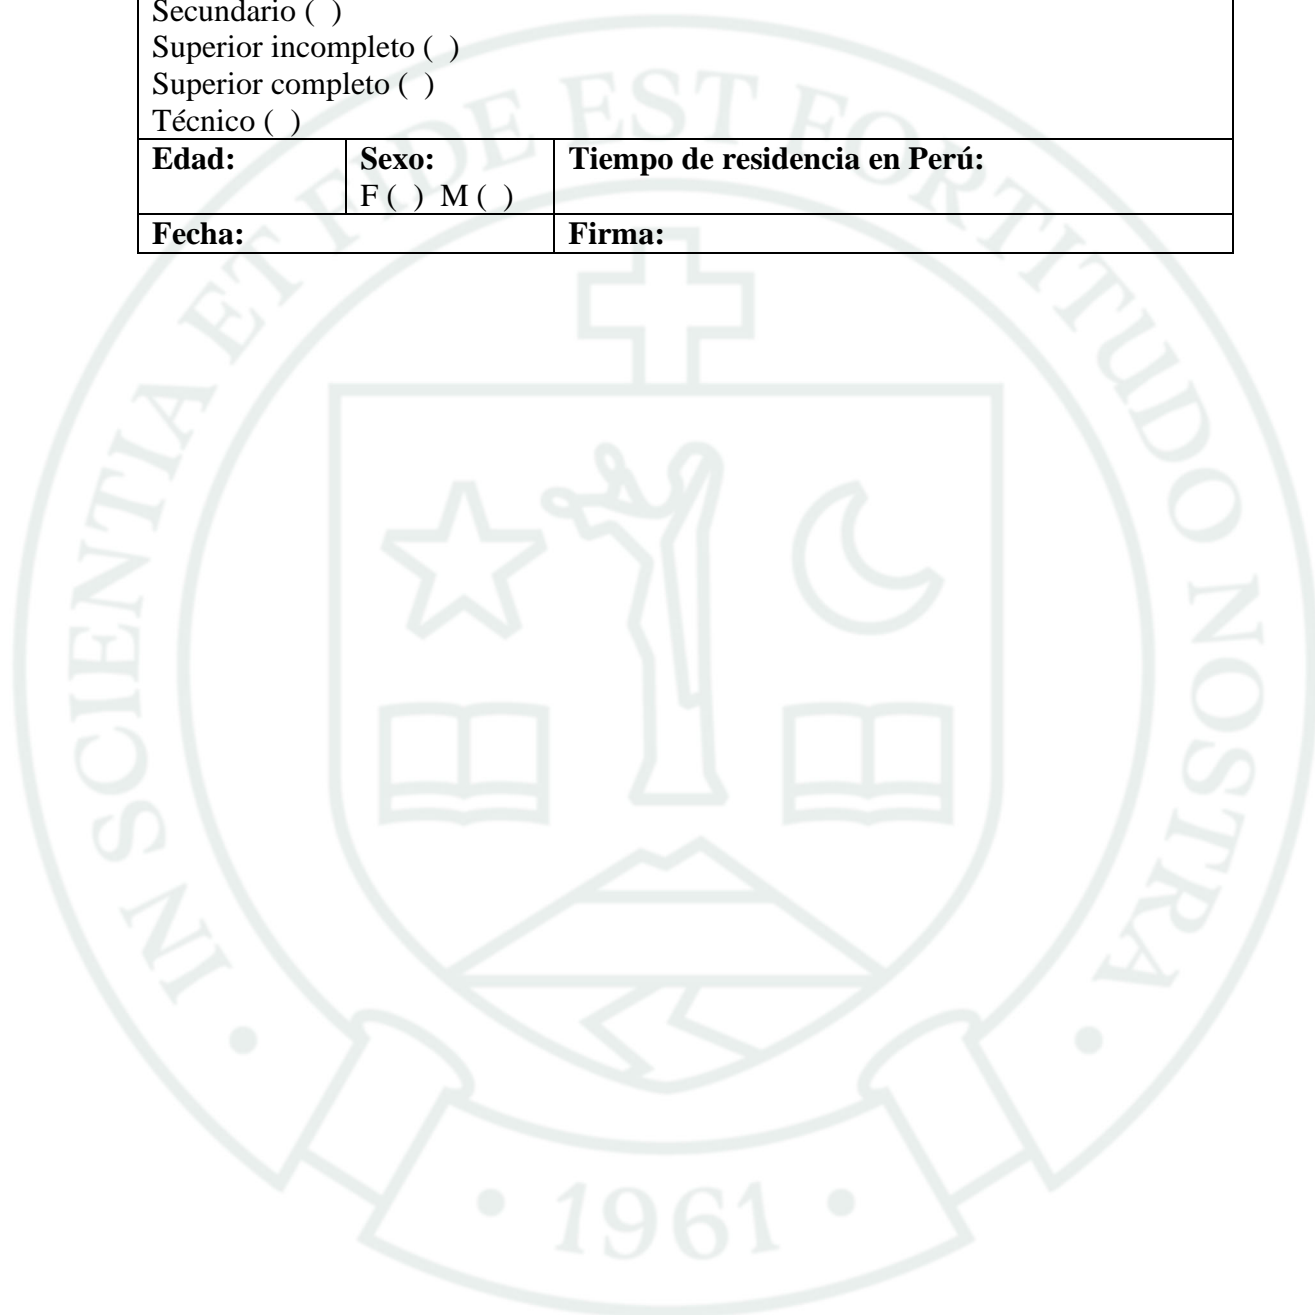 Secundario ( )
Superior incompleto ( )
Superior completo ( )
Técnico ( )
Edad: Sexo: Tiempo de residencia en Perú:
F ( ) M ( )
Fecha: Firma:
IN SCIENTIA ET FIDE EST FORTITUDO NOSTRA
• 1961 •